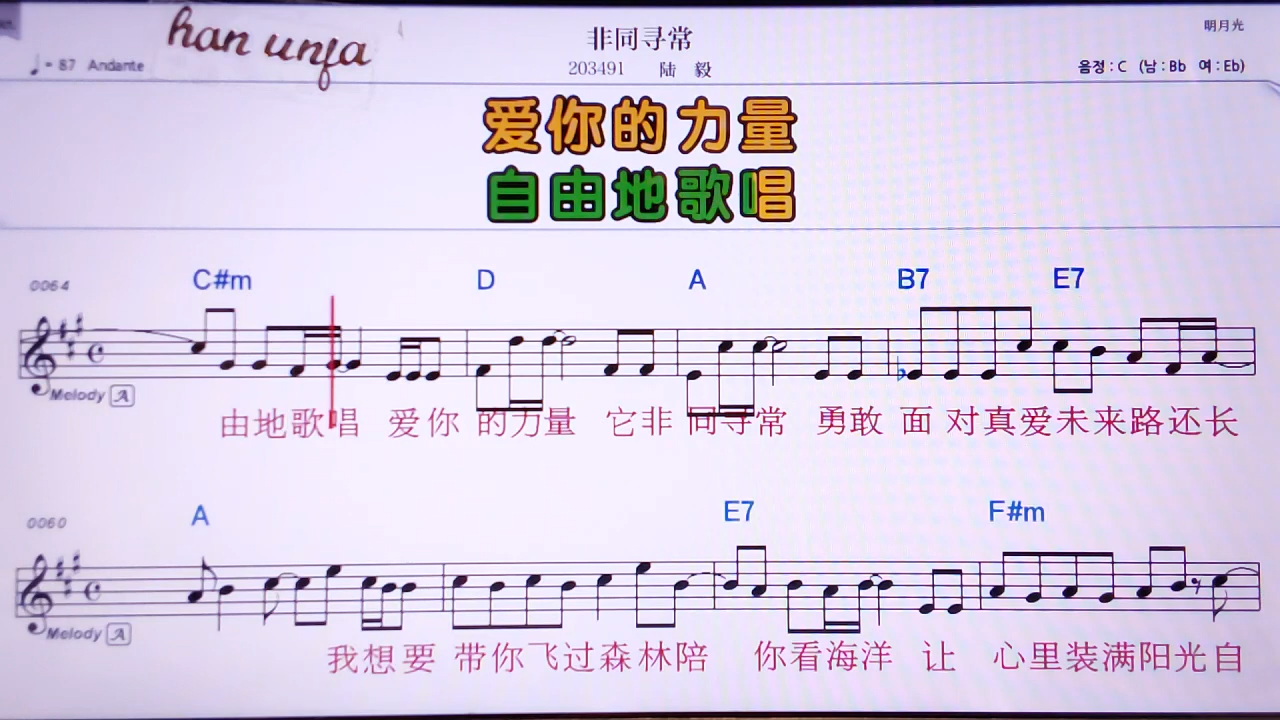 han unfa
非同寻常
明月光
♩= 87 Andante
203491 陆 毅
음정 : C (남 : Bb 여 : Eb)
爱你的力量
自由地歌唱
0064 C#m D A B7 E7
Melody A
由地歌唱 爱你 的力量 它非 同寻常 勇敢 面 对真爱未来路还长
0060 A E7 F#m
Melody A
我想要 带你飞过森林陪 你看海洋 让 心里装满阳光自